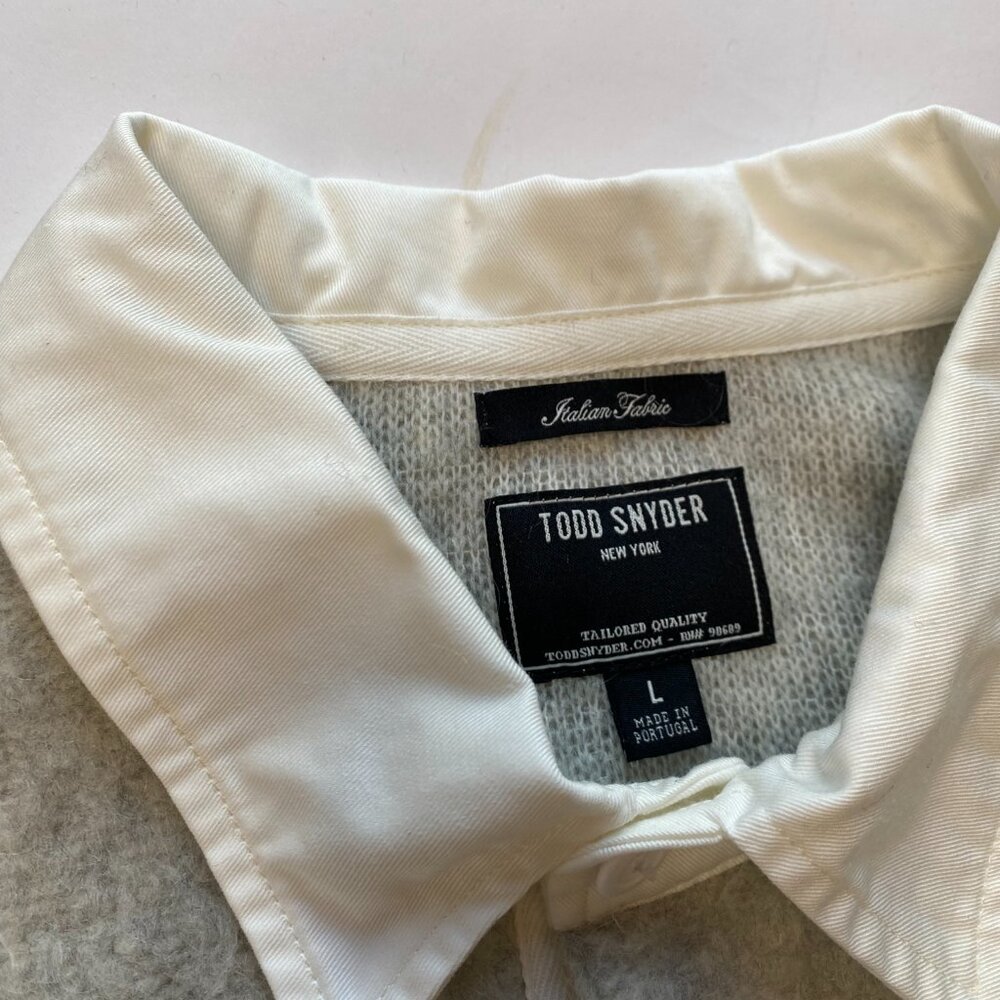 Italian Fabric
TODD SNYDER
NEW YORK
TAILORED QUALITY
TODDSNYDER.COM - RN# 90689
L
MADE IN
PORTUGAL